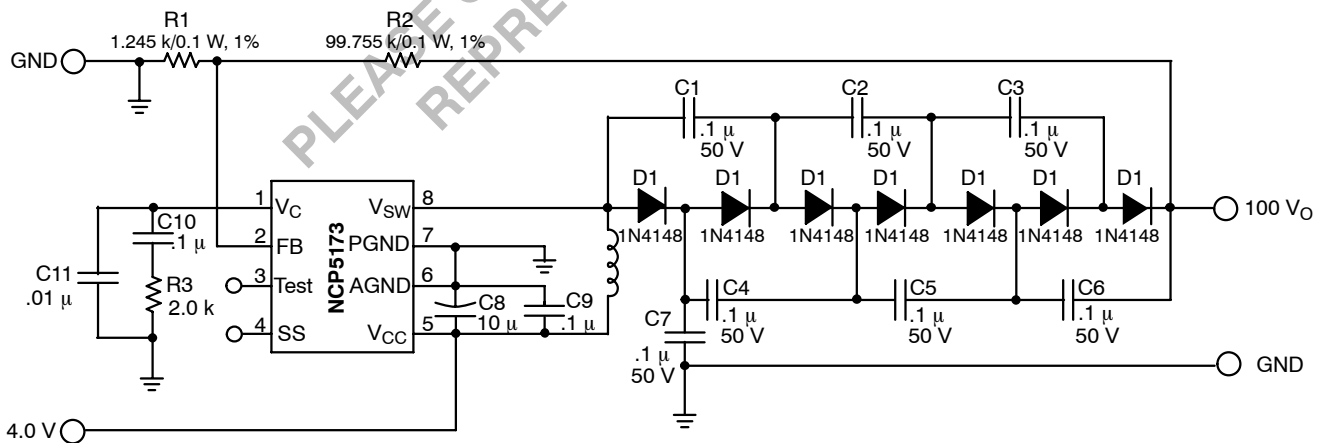 PLEASE
REPRE
R1
1.245 k/0.1 W, 1%
R2
99.755 k/0.1 W, 1%
GND
C1
.1 μ
50 V
C2
.1 μ
50 V
C3
.1 μ
50 V
D1
1N4148
D1
1N4148
D1
1N4148
D1
1N4148
D1
1N4148
D1
1N4148
D1
1N4148
100 VO
1
VC
2
FB
3
Test
4
SS
NCP5173
VSW
8
PGND
7
AGND
6
VCC
5
C10
.1 μ
C11
.01 μ
R3
2.0 k
C8
10 μ
C9
.1 μ
C7
.1 μ
50 V
C4
.1 μ
50 V
C5
.1 μ
50 V
C6
.1 μ
50 V
GND
4.0 V